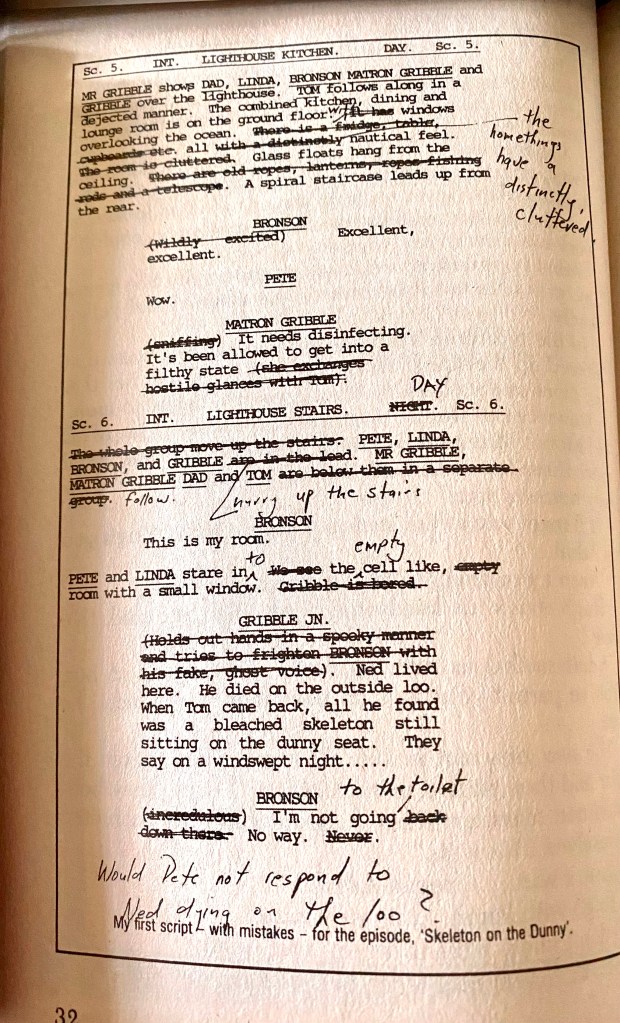 Sc. 5. INT. LIGHTHOUSE KITCHEN. DAY. Sc. 5.
MR GRIBBLE shows DAD, LINDA, BRONSON MATRON GRIBBLE and
GRIBBLE over the lighthouse. TOM follows along in a
dejected manner. The combined kitchen, dining and
lounge room is on the ground floor with it has windows
overlooking the ocean. There is a fridge, table,
cupboards etc. all with a distinctly nautical feel.
The room is cluttered. Glass floats hang from the
ceiling. There are old ropes, lanterns, ropes fishing
rods and a telescope. A spiral staircase leads up from
the rear.
the
homethings
have a
distinctly,
cluttered.
BRONSON
(Wildly excited) Excellent,
excellent.
PETE
Wow.
MATRON GRIBBLE
(sniffing) It needs disinfecting.
It's been allowed to get into a
filthy state (she exchanges
hostile glances with Tom).
DAY
Sc. 6. INT. LIGHTHOUSE STAIRS. NIGHT. Sc. 6.
The whole group move up the stairs. PETE, LINDA,
BRONSON, and GRIBBLE are in the lead. MR GRIBBLE,
MATRON GRIBBLE DAD and TOM are below them in a separate
group. follow. hurry up the stairs
BRONSON
This is my room.
to empty
PETE and LINDA stare in We see the cell like, empty
room with a small window. Gribble is bored.
GRIBBLE JN.
(Holds out hands in a spooky manner
and tries to frighten BRONSON with
his fake, ghost voice). Ned lived
here. He died on the outside loo.
When Tom came back, all he found
was a bleached skeleton still
sitting on the dunny seat. They
say on a windswept night.....
to the toilet
BRONSON
(incredulous) I'm not going back
down there. No way. Never.
Would Pete not respond to
Ned dying on the loo?
My first script – with mistakes – for the episode, 'Skeleton on the Dunny'.
32